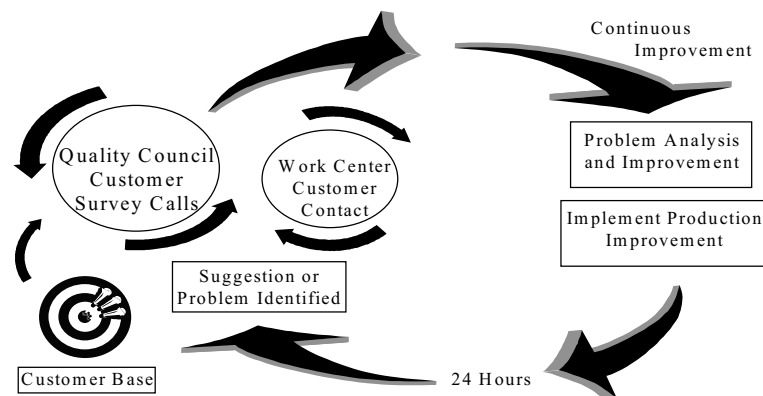 Continuous
Improvement
Quality Council
Customer
Survey Calls
Work Center
Customer
Contact
Problem Analysis
and Improvement
Implement Production
Improvement
Suggestion or
Problem Identified
Customer Base
24 Hours